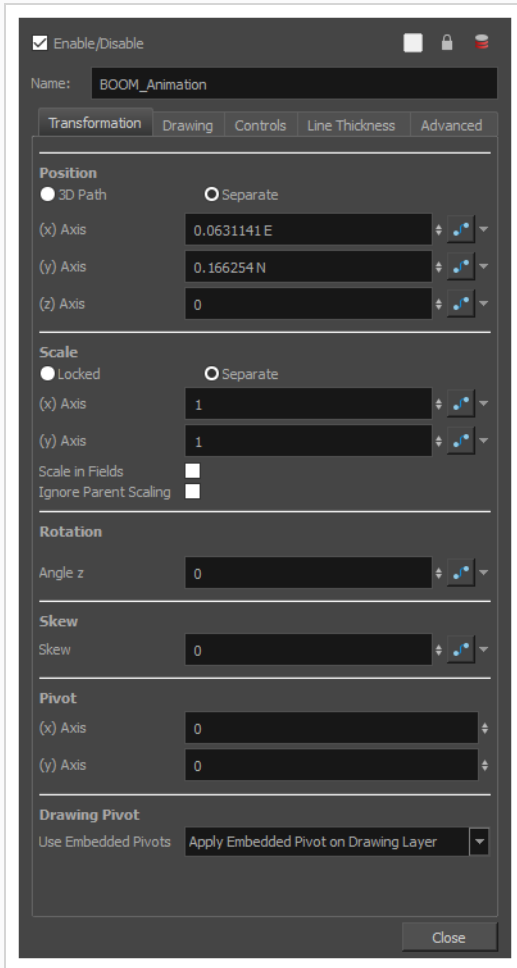 Enable/Disable
Name: BOOM_Animation
Transformation Drawing Controls Line Thickness Advanced
Position
3D Path Separate
(x) Axis 0.0631141 E
(y) Axis 0.166254 N
(z) Axis 0
Scale
Locked Separate
(x) Axis 1
(y) Axis 1
Scale in Fields
Ignore Parent Scaling
Rotation
Angle z 0
Skew
Skew 0
Pivot
(x) Axis 0
(y) Axis 0
Drawing Pivot
Use Embedded Pivots Apply Embedded Pivot on Drawing Layer
Close